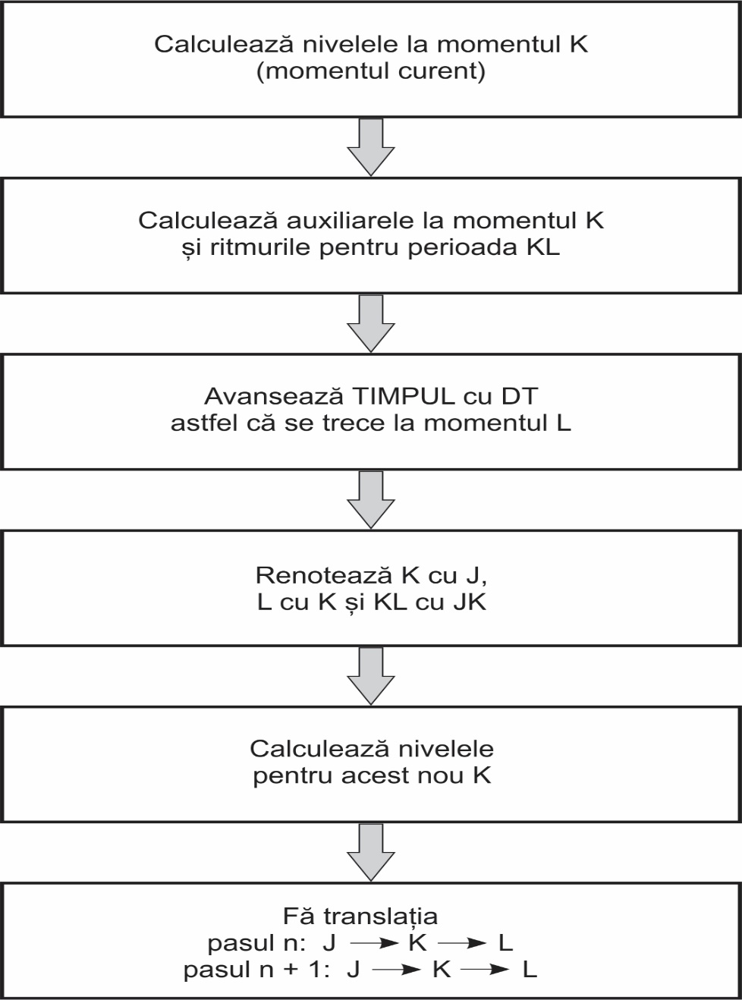 Calculează nivelele la momentul K
(momentul curent)
Calculează auxiliarele la momentul K
și ritmurile pentru perioada KL
Avansează TIMPUL cu DT
astfel că se trece la momentul L
Renotează K cu J,
L cu K și KL cu JK
Calculează nivelele
pentru acest nou K
Fă translația
pasul n: J → K → L
pasul n + 1: J → K → L